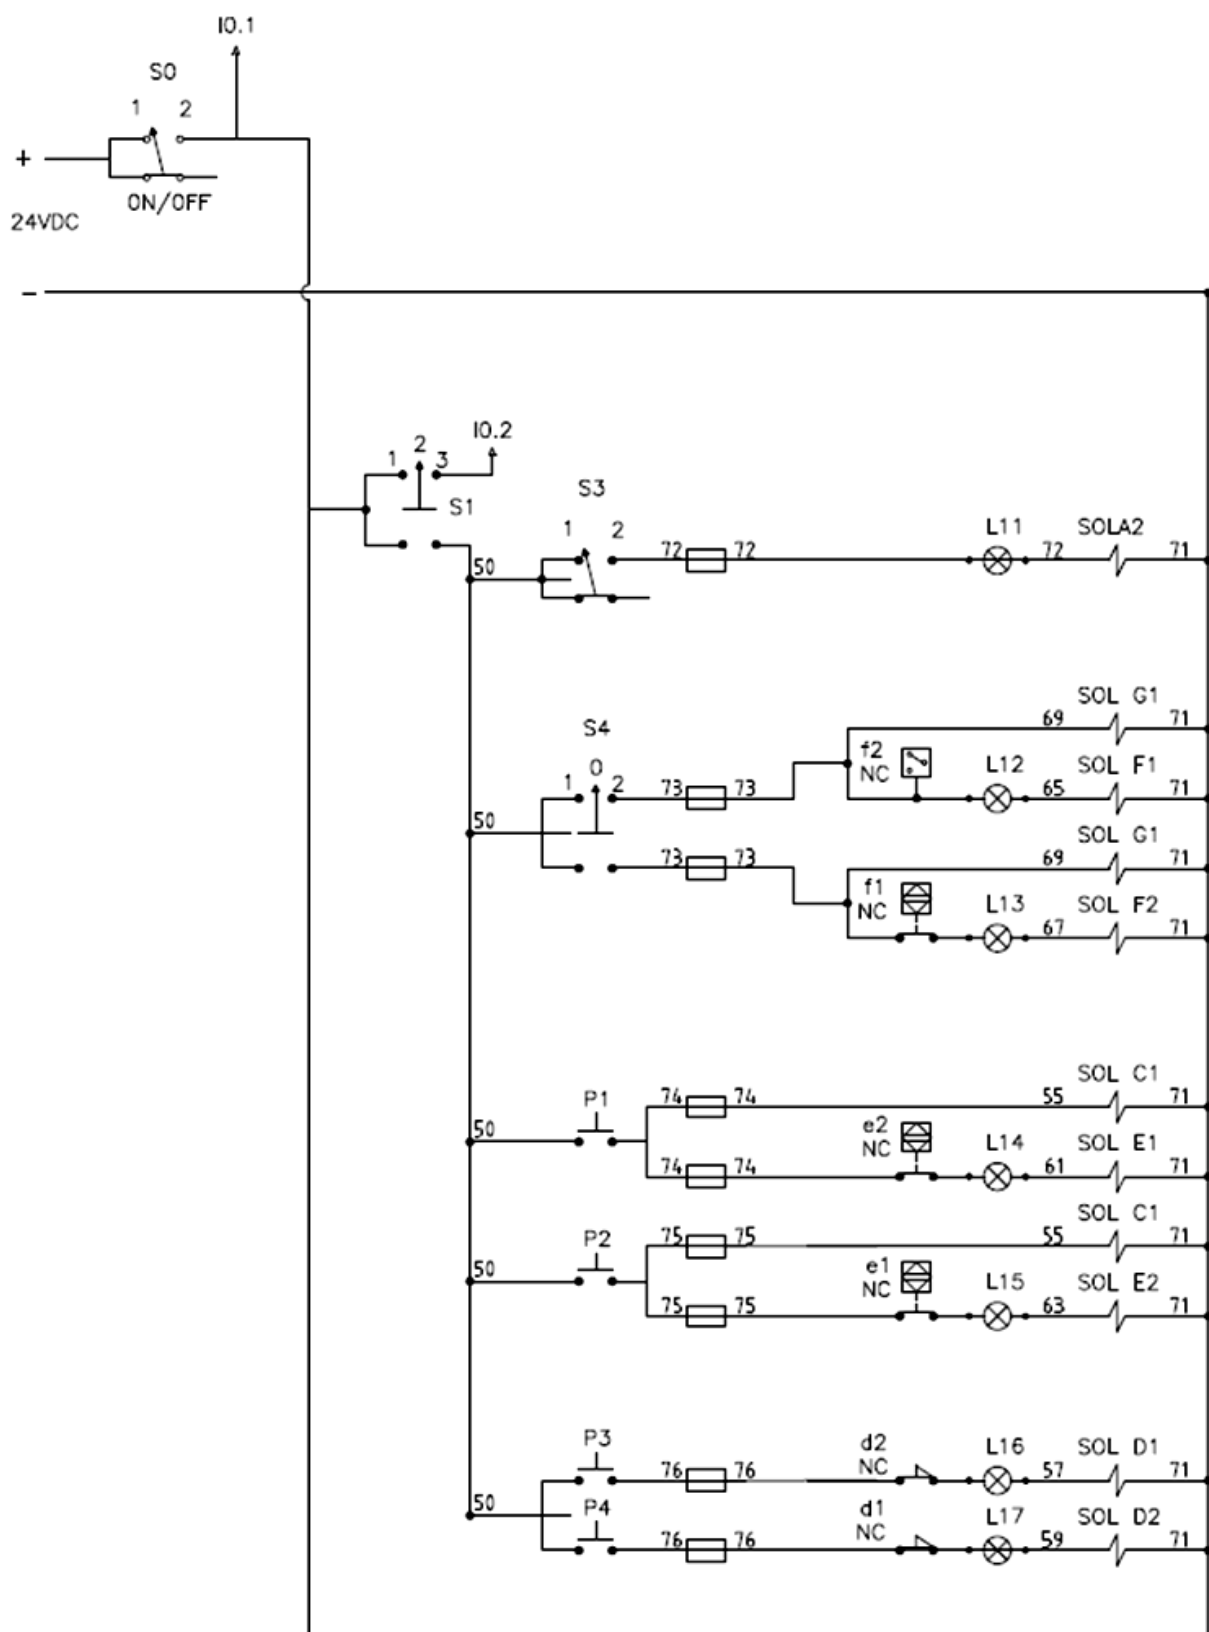 I0.1
S0
1 2
+
ON/OFF
24VDC
-
I0.2
1 2 3
S1
S3
1 2
50
72 72
L11
72
SOLA2
71
S4
1 0 2
50
73 73
f2
NC
69
SOL G1
71
L12
65
SOL F1
71
73 73
f1
NC
69
SOL G1
71
L13
67
SOL F2
71
50
P1
74 74
55
SOL C1
71
74 74
e2
NC
L14
61
SOL E1
71
50
P2
75 75
55
SOL C1
71
75 75
e1
NC
L15
63
SOL E2
71
50
P3
76 76
d2
NC
L16
57
SOL D1
71
P4
76 76
d1
NC
L17
59
SOL D2
71